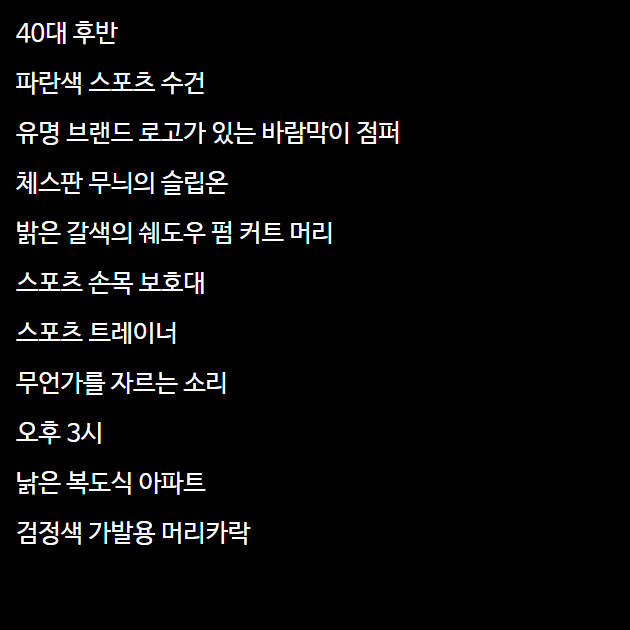 40대 후반
파란색 스포츠 수건
유명 브랜드 로고가 있는 바람막이 점퍼
체스판 무늬의 슬립온
밝은 갈색의 쉐도우 펌 커트 머리
스포츠 손목 보호대
스포츠 트레이너
무언가를 자르는 소리
오후 3시
낡은 복도식 아파트
검정색 가발용 머리카락